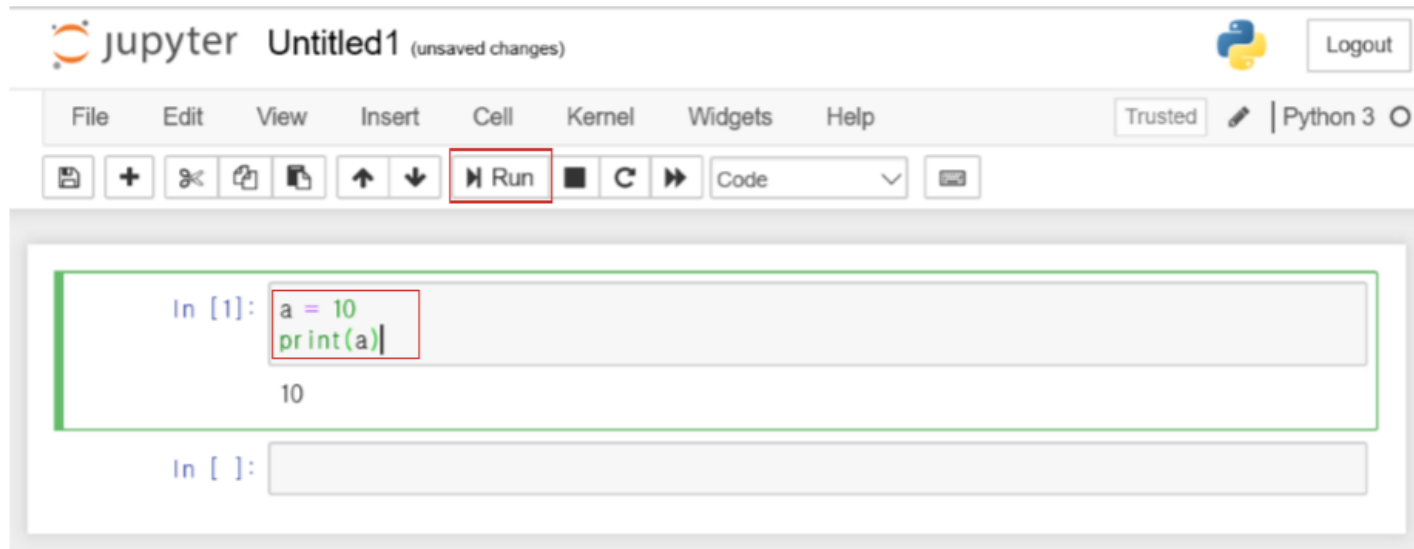 jupyter Untitled1 (unsaved changes) Logout
File Edit View Insert Cell Kernel Widgets Help Trusted Python 3
Run Code
In [1]: a = 10
print(a)
10
In [ ]: